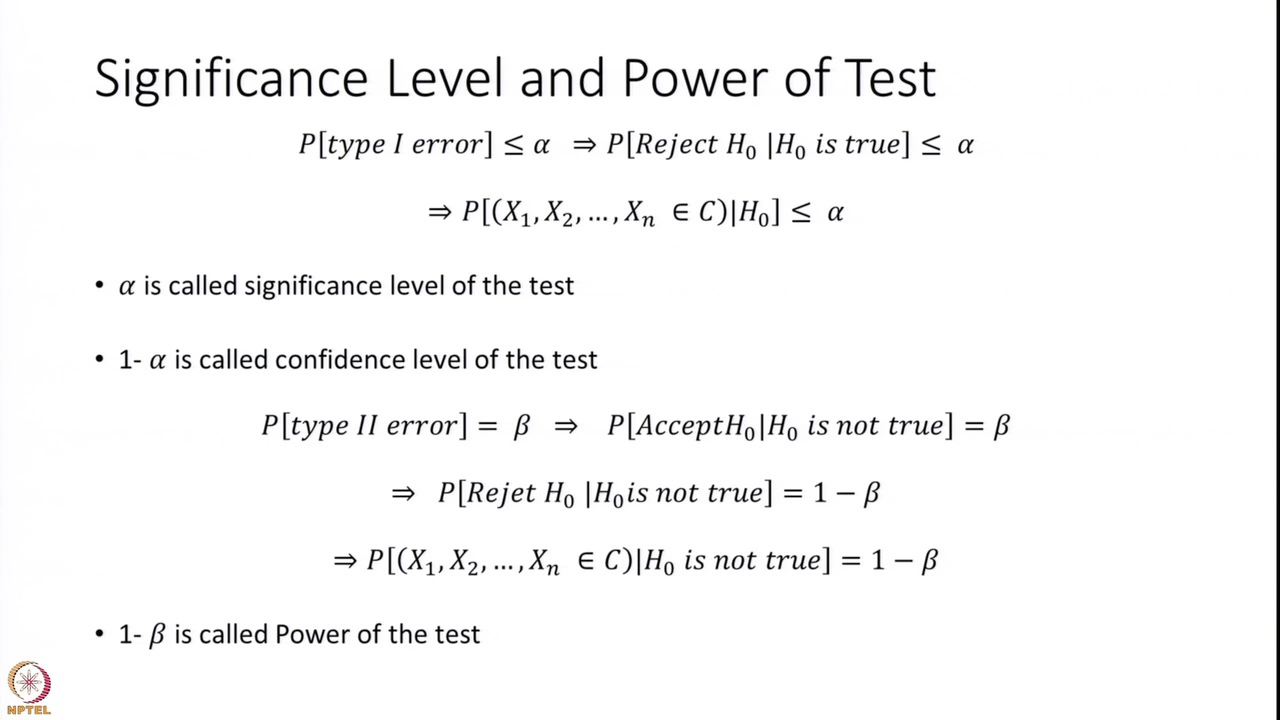 Significance Level and Power of Test
P[type I error] ≤ α ⇒ P[Reject H₀ |H₀ is true] ≤ α
⇒ P[(X₁, X₂, …, Xₙ ∈ C)|H₀] ≤ α
• α is called significance level of the test
• 1- α is called confidence level of the test
P[type II error] = β ⇒ P[AcceptH₀|H₀ is not true] = β
⇒ P[Rejet H₀ |H₀is not true] = 1 − β
⇒ P[(X₁, X₂, …, Xₙ ∈ C)|H₀ is not true] = 1 − β
• 1- β is called Power of the test
NPTEL